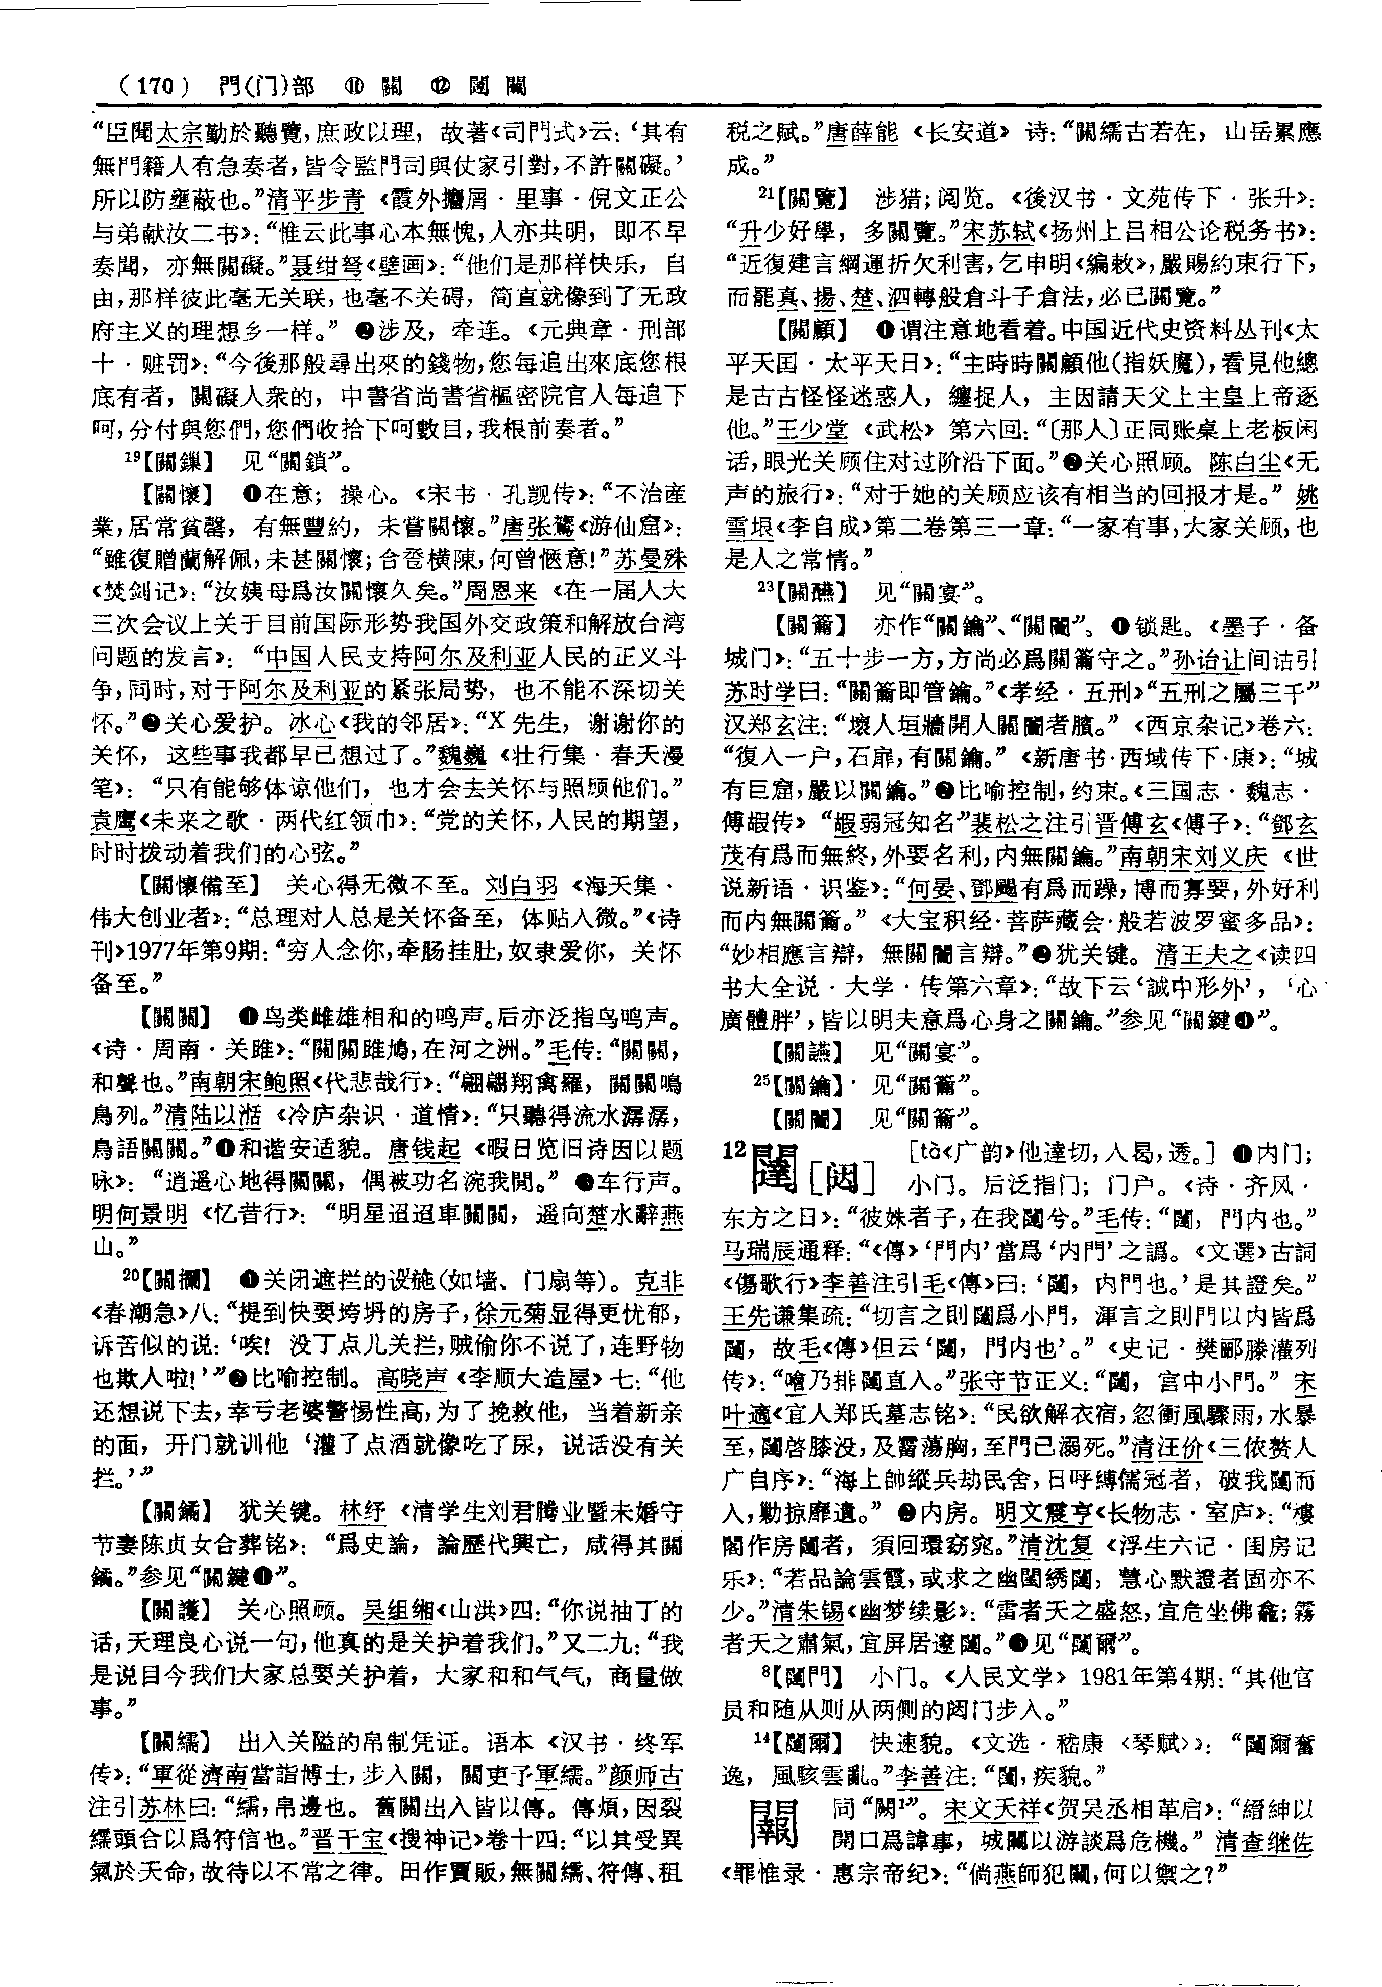 （170） 門(门)部 ⑪ 關 ⑫ 闥 闝
“臣聞太宗勤於聽覽，庶政以理，故著《司門式》云：‘其有
無門籍人有急奏者，皆令監門司與仗家引對，不許關礙。’
所以防壅蔽也。”清平步青《霞外攟屑·里事·倪文正公
与弟献汝二书》：“惟云此事心本無愧，人亦共明，即不早
奏聞，亦無關礙。”聂绀弩《壁画》：“他们是那样快乐，自
由，那样彼此毫无关联，也毫不关碍，简直就像到了无政
府主义的理想乡一样。”❷涉及，牵连。《元典章·刑部
十·赃罚》：“今後那般尋出來的錢物，您每追出來底您根
底有者，關礙人衆的，中書省尚書省樞密院官人每追下
呵，分付與您們，您們收拾下呵數目，我根前奏者。”
19【關鏁】 见“關鎖”。
【關懷】 ❶在意；操心。《宋书·孔觊传》：“不治産
業，居常貧罄，有無豐約，未嘗關懷。”唐张鷟《游仙窟》：
“雖復贈蘭解佩，未甚關懷；合卺横陳，何曾愜意！”苏曼殊
《焚剑记》：“汝姨母爲汝關懷久矣。”周恩来《在一届人大
三次会议上关于目前国际形势我国外交政策和解放台湾
问题的发言》：“中国人民支持阿尔及利亚人民的正义斗
争，同时，对于阿尔及利亚的紧张局势，也不能不深切关
怀。”❷关心爱护。冰心《我的邻居》：“X先生，谢谢你的
关怀，这些事我都早已想过了。”魏巍《壮行集·春天漫
笔》：“只有能够体谅他们，也才会去关怀与照顾他们。”
袁鹰《未来之歌·两代红领巾》：“党的关怀，人民的期望，
时时拨动着我们的心弦。”
【關懷備至】 关心得无微不至。刘白羽《海天集·
伟大创业者》：“总理对人总是关怀备至，体贴入微。”《诗
刊》1977年第9期：“穷人念你，牵肠挂肚，奴隶爱你，关怀
备至。”
【關關】 ❶鸟类雌雄相和的鸣声。后亦泛指鸟鸣声。
《诗·周南·关雎》：“關關雎鳩，在河之洲。”毛传：“關關，
和聲也。”南朝宋鲍照《代悲哉行》：“翩翩翔禽羅，關關鳴
鳥列。”清陆以湉《冷庐杂识·道情》：“只聽得流水潺潺，
鳥語關關。”❷和谐安适貌。唐钱起《暇日览旧诗因以题
咏》：“逍遥心地得關關，偶被功名涴我閒。”❸车行声。
明何景明《忆昔行》：“明星迢迢車關關，遥向楚水辭燕
山。”
20【關攔】 ❶关闭遮拦的设施(如墙、门扇等)。克非
《春潮急》八：“提到快要垮坍的房子，徐元菊显得更忧郁，
诉苦似的说：‘唉！没丁点儿关拦，贼偷你不说了，连野物
也欺人啦！’”❷比喻控制。高晓声《李顺大造屋》七：“他
还想说下去，幸亏老婆警惕性高，为了挽救他，当着新亲
的面，开门就训他‘灌了点酒就像吃了尿，说话没有关
拦。’”
【關鐍】 犹关键。林纾《清学生刘君腾业暨未婚守
节妻陈贞女合葬铭》：“爲史論，論歷代興亡，咸得其關
鐍。”参见“關鍵❶”。
【關護】 关心照顾。吴组缃《山洪》四：“你说抽丁的
话，天理良心说一句，他真的是关护着我们。”又二九：“我
是说目今我们大家总要关护着，大家和和气气，商量做
事。”
【關繻】 出入关隘的帛制凭证。语本《汉书·终军
传》：“軍從濟南當詣博士，步入關，關吏予軍繻。”颜师古
注引苏林曰：“繻，帛邊也。舊關出入皆以傳。傳煩，因裂
繻頭合以爲符信也。”晋干宝《搜神记》卷十四：“以其受異
氣於天命，故待以不常之律。田作賈販，無關繻、符傳、租
税之赋。”唐薛能《长安道》诗：“關繻古若在，山岳累應
成。”
21【關覽】 涉猎；阅览。《後汉书·文苑传下·张升》：
“升少好學，多關覽。”宋苏轼《扬州上吕相公论税务书》：
“近復建言綱運折欠利害，乞申明《編敕》，嚴賜約束行下，
而罷真、揚、楚、泗轉般倉斗子倉法，必已關覽。”
【關顧】 ❶谓注意地看着。中国近代史资料丛刊《太
平天囯·太平天日》：“主時時關顧他(指妖魔)，看見他總
是古古怪怪迷惑人，纏捉人，主因請天父上主皇上帝逐
他。”王少堂《武松》第六回：“〔那人〕正同账桌上老板闲
话，眼光关顾住对过阶沿下面。”❷关心照顾。陈白尘《无
声的旅行》：“对于她的关顾应该有相当的回报才是。”姚
雪垠《李自成》第二卷第三一章：“一家有事，大家关顾，也
是人之常情。”
23【關醼】 见“關宴”。
【關籥】 亦作“關鑰”、“關闟”。❶锁匙。《墨子·备
城门》：“五十步一方，方尚必爲關籥守之。”孙诒让间诂引
苏时学曰：“關籥即管鑰。”《孝经·五刑》“五刑之屬三千”
汉郑玄注：“壞人垣牆開人關闟者臏。”《西京杂记》卷六：
“復入一户，石扉，有關鑰。”《新唐书·西域传下·康》：“城
有巨窟，嚴以關鑰。”❷比喻控制，约束。《三国志·魏志·
傅嘏传》“嘏弱冠知名”裴松之注引晋傅玄《傅子》：“鄧玄
茂有爲而無終，外要名利，内無關鑰。”南朝宋刘义庆《世
说新语·识鉴》：“何晏、鄧颺有爲而躁，博而寡要，外好利
而内無關籥。”《大宝积经·菩萨藏会·般若波罗蜜多品》：
“妙相應言辯，無關闟言辯。”❸犹关键。清王夫之《读四
书大全说·大学·传第六章》：“故下云‘誠中形外’，‘心
廣體胖’，皆以明夫意爲心身之關鑰。”参见“關鍵❶”。
【關讌】 见“關宴”。
25【關鑰】 见“關籥”。
【關闟】 见“關籥”。
12闥［闼］ ［tà《广韵》他達切，入曷，透。］ ❶内门；
小门。后泛指门；门户。《诗·齐风·
东方之日》：“彼姝者子，在我闥兮。”毛传：“闥，門内也。”
马瑞辰通释：“《傳》‘門内’當爲‘内門’之譌。《文選》古詞
《傷歌行》李善注引毛《傳》曰：‘闥，内門也。’是其證矣。”
王先谦集疏：“切言之則闥爲小門，渾言之則門以内皆爲
闥，故毛《傳》但云‘闥，門内也’。”《史记·樊郦滕灌列
传》：“噲乃排闥直入。”张守节正义：“闥，宫中小門。”宋
叶適《宜人郑氏墓志铭》：“民欲解衣宿，忽衝風驟雨，水暴
至，闥啓膝没，及霤蕩胸，至門已溺死。”清汪价《三侬赘人
广自序》：“海上帥縱兵劫民舍，日呼縛儒冠者，破我闥而
入，勦掠靡遺。”❷内房。明文震亨《长物志·室庐》：“樓
閣作房闥者，須回環窈窕。”清沈复《浮生六记·闺房记
乐》：“若品論雲霞，或求之幽閨綉闥，慧心默證者固亦不
少。”清朱锡《幽梦续影》：“雷者天之盛怒，宜危坐佛龕；霧
者天之肅氣，宜屏居邃闥。”❸见“闥爾”。
8【闥門】 小门。《人民文学》1981年第4期：“其他官
员和随从则从两侧的闼门步入。”
14【闥爾】 快速貌。《文选·嵇康〈琴赋〉》：“闥爾奮
逸，風駭雲亂。”李善注：“闥，疾貌。”
同“闕1”。宋文天祥《贺吴丞相革启》：“縉紳以
開口爲諱事，城闉以游談爲危機。”清查继佐
《罪惟录·惠宗帝纪》：“倘燕師犯，何以禦之？”